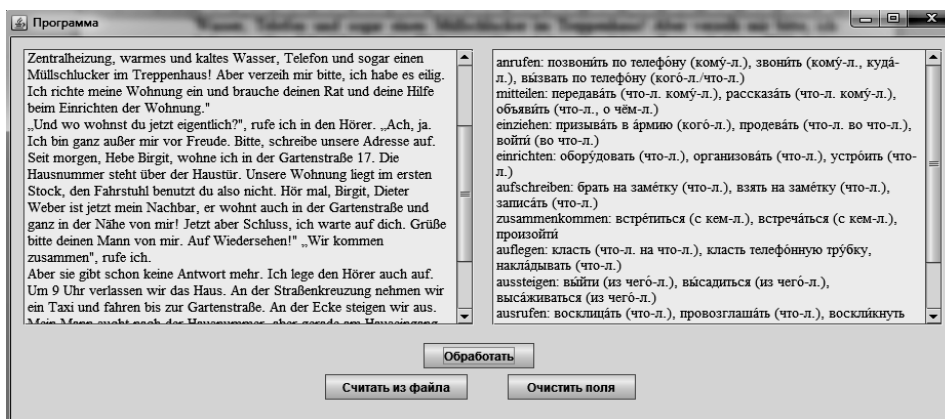 Программа
Zentralheizung, warmes und kaltes Wasser, Telefon und sogar einen
Müllschlucker im Treppenhaus! Aber verzeih mir bitte, ich habe es eilig.
Ich richte meine Wohnung ein und brauche deinen Rat und deine Hilfe
beim Einrichten der Wohnung."
„Und wo wohnst du jetzt eigentlich?", rufe ich in den Hörer. „Ach, ja.
Ich bin ganz außer mir vor Freude. Bitte, schreibe unsere Adresse auf.
Seit morgen, Hebe Birgit, wohne ich in der Gartenstraße 17. Die
Hausnummer steht über der Haustür. Unsere Wohnung liegt im ersten
Stock, den Fahrstuhl benutzt du also nicht. Hör mal, Birgit, Dieter
Weber ist jetzt mein Nachbar, er wohnt auch in der Gartenstraße und
ganz in der Nähe von mir! Jetzt aber Schluss, ich warte auf dich. Grüße
bitte deinen Mann von mir. Auf Wiedersehen!" „Wir kommen
zusammen", rufe ich.
Aber sie gibt schon keine Antwort mehr. Ich lege den Hörer auch auf.
Um 9 Uhr verlassen wir das Haus. An der Straßenkreuzung nehmen wir
ein Taxi und fahren bis zur Gartenstraße. An der Ecke steigen wir aus.
Mein Mann sucht nach der Hausnummer, aber gerade am Hauseingang
anrufen: позвони́ть по телефо́ну (кому́-л.), звони́ть (кому́-л., куда́-
л.), вы́звать по телефо́ну (кого́-л./что-л.)
mitteilen: передава́ть (что-л. кому́-л.), рассказа́ть (что-л. кому́-л.),
объяви́ть (что-л., о чём-л.)
einziehen: призыва́ть в а́рмию (кого́-л.), продева́ть (что-л. во что-л.),
войти́ (во что-л.)
einrichten: обору́довать (что-л.), организова́ть (что-л.), устро́ить (что-
л.)
aufschreiben: брать на заме́тку (что-л.), взять на заме́тку (что-л.),
записа́ть (что-л.)
zusammenkommen: встре́титься (с кем-л.), встреча́ться (с кем-л.),
произойти́
auflegen: класть (что-л. на что-л.), класть телефо́нную тру́бку,
накла́дывать (что-л.)
aussteigen: вы́йти (из чего́-л.), вы́садиться (из чего́-л.),
выса́живаться (из чего́-л.)
ausrufen: восклица́ть (что-л.), провозглаша́ть (что-л.), воскли́кнуть
Обработать
Считать из файла
Очистить поля